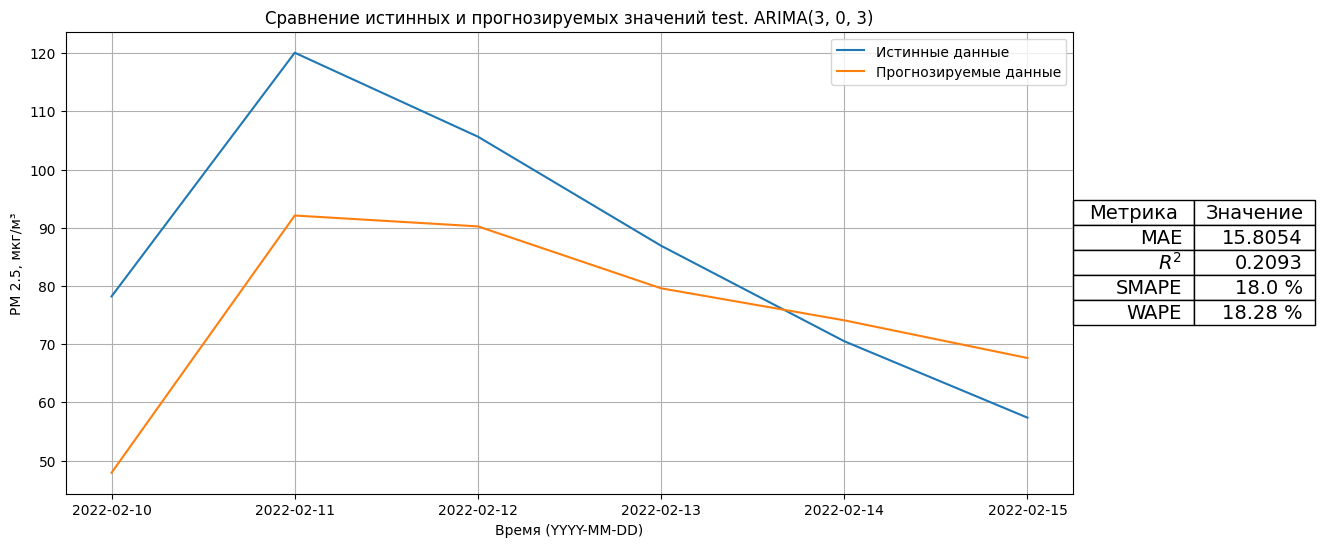 Сравнение истинных и прогнозируемых значений test. ARIMA(3, 0, 3)
Истинные данные
Прогнозируемые данные
PM 2.5, мкг/м³
120
110
100
90
80
70
60
50
2022-02-10 2022-02-11 2022-02-12 2022-02-13 2022-02-14 2022-02-15
Время (YYYY-MM-DD)
Метрика Значение
MAE 15.8054
R² 0.2093
SMAPE 18.0 %
WAPE 18.28 %